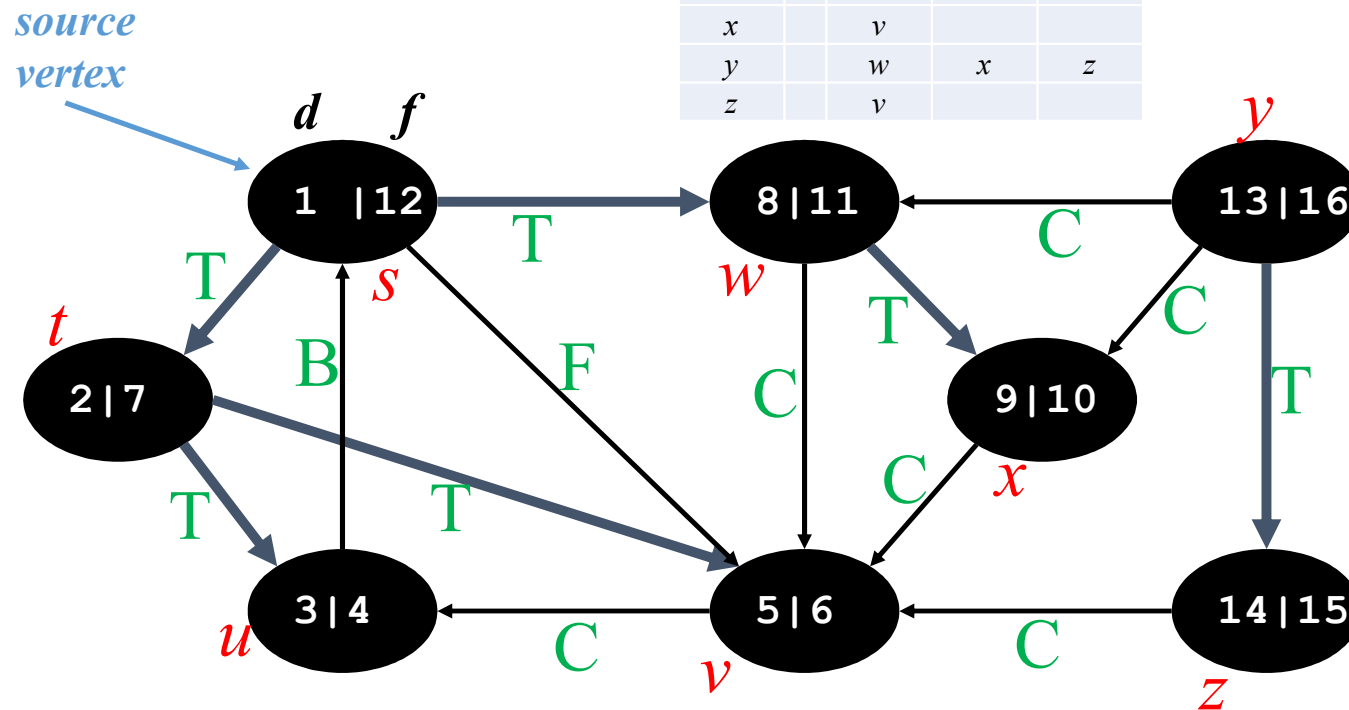 source
vertex
x v
y w x z
z v
d f
y
1 |12
8|11
13|16
T
C
T
s
w
C
t
T
B
F
C
T
2|7
9|10
T
T
C
x
3|4
5|6
14|15
u
C
v
C
z